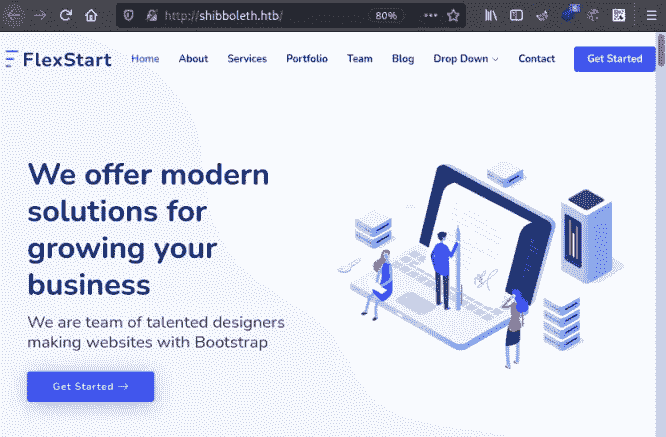 http://shibboleth.htb/ 80%
FlexStart Home About Services Portfolio Team Blog Drop Down Contact Get Started
We offer modern
solutions for
growing your
business
We are team of talented designers
making websites with Bootstrap
Get Started →